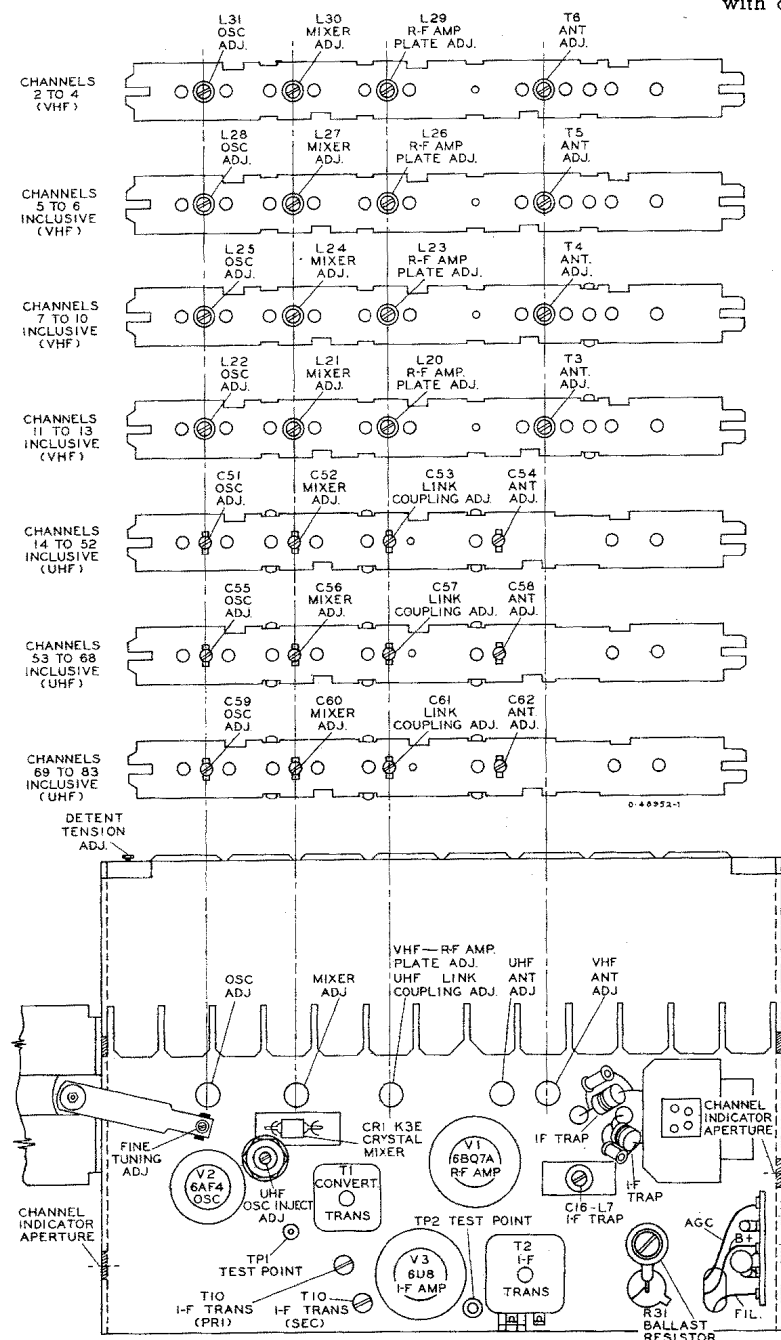 with
L31
OSC
ADJ.
L30
MIXER
ADJ.
L29
R-F AMP
PLATE ADJ.
T6
ANT
ADJ.
CHANNELS
2 TO 4
(VHF)
L28
OSC
ADJ.
L27
MIXER
ADJ.
L26
R-F AMP
PLATE ADJ.
T5
ANT
ADJ.
CHANNELS
5 TO 6
INCLUSIVE
(VHF)
L25
OSC
ADJ.
L24
MIXER
ADJ.
L23
R-F AMP
PLATE ADJ.
T4
ANT.
ADJ.
CHANNELS
7 TO 10
INCLUSIVE
(VHF)
L22
OSC
ADJ.
L21
MIXER
ADJ.
L20
R-F AMP.
PLATE ADJ.
T3
ANT.
ADJ.
CHANNELS
11 TO 13
INCLUSIVE
(VHF)
C51
OSC
ADJ.
C52
MIXER
ADJ.
C53
LINK
COUPLING ADJ.
C54
ANT
ADJ.
CHANNELS
14 TO 52
INCLUSIVE
(UHF)
C55
OSC
ADJ.
C56
MIXER
ADJ.
C57
LINK
COUPLING ADJ.
C58
ANT
ADJ.
CHANNELS
53 TO 68
INCLUSIVE
(UHF)
C59
OSC
ADJ.
C60
MIXER
ADJ.
C61
LINK
COUPLING ADJ.
C62
ANT.
ADJ.
CHANNELS
69 TO 83
INCLUSIVE
(UHF)
DETENT
TENSION
ADJ.
OSC
ADJ
MIXER
ADJ
VHF—R-F AMP.
PLATE ADJ.
UHF LINK
COUPLING ADJ.
UHF
ANT
ADJ
VHF
ANT
ADJ
FINE
TUNING
ADJ
CR1 K3E
CRYSTAL
MIXER
V1
6BQ7A
R-F AMP
IF TRAP
I-F
TRAP
CHANNEL
INDICATOR
APERTURE
V2
6AF4
OSC
UHF
OSC INJECT
ADJ
T1
CONVERT.
TRANS
C16-L7
I-F TRAP
CHANNEL
INDICATOR
APERTURE
TP1
TEST POINT
TP2 TEST POINT
AGC
B+
V3
6U8
I-F AMP
T2
I-F
TRANS
T10
I-F TRANS
(PRI)
T10
I-F TRANS
(SEC)
R31
BALLAST
RESISTOR
FIL.